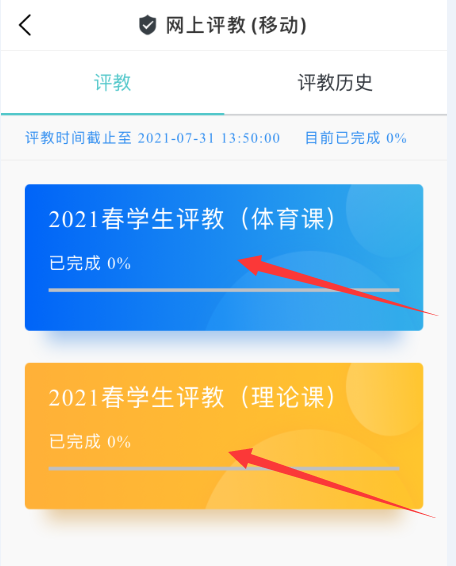 网上评教(移动)
评教 评教历史
评教时间截止至 2021-07-31 13:50:00 目前已完成 0%
2021春学生评教（体育课）
已完成 0%
2021春学生评教（理论课）
已完成 0%